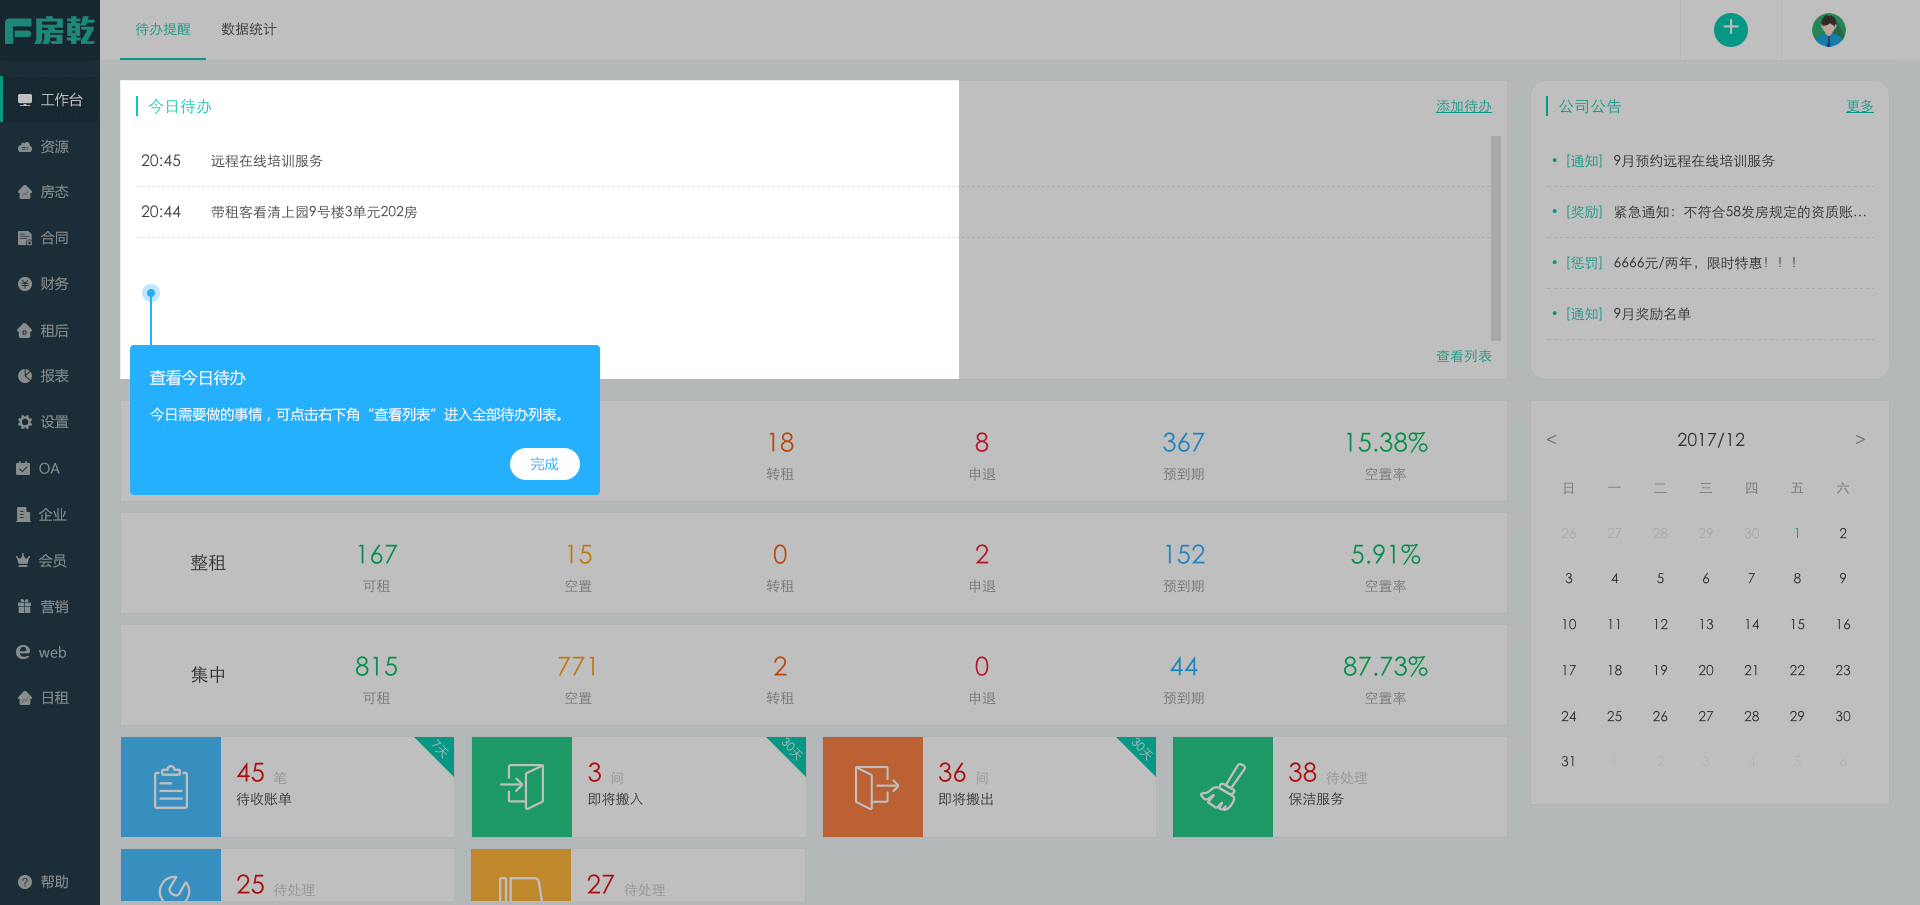 房乾
待办提醒
数据统计
工作台
资源
房态
合同
财务
租后
报表
设置
OA
企业
会员
营销
web
日租
帮助
今日待办
添加待办
20:45 远程在线培训服务
20:44 带租客看清上园9号楼3单元202房
查看列表
查看今日待办
今日需要做的事情，可点击右下角“查看列表”进入全部待办列表。
完成
18 8 367 15.38%
转租 申退 预到期 空置率
整租 167 15 0 2 152 5.91%
可租 空置 转租 申退 预到期 空置率
集中 815 771 2 0 44 87.73%
可租 空置 转租 申退 预到期 空置率
45 笔
待收账单
7天
3 间
即将搬入
30天
36 间
即将搬出
30天
38 待处理
保洁服务
25 待处理
27 待处理
公司公告
更多
• [通知] 9月预约远程在线培训服务
• [奖励] 紧急通知：不符合58发房规定的资质账...
• [惩罚] 6666元/两年，限时特惠！！！
• [通知] 9月奖励名单
< 2017/12 >
日 一 二 三 四 五 六
26 27 28 29 30 1 2
3 4 5 6 7 8 9
10 11 12 13 14 15 16
17 18 19 20 21 22 23
24 25 26 27 28 29 30
31 1 2 3 4 5 6